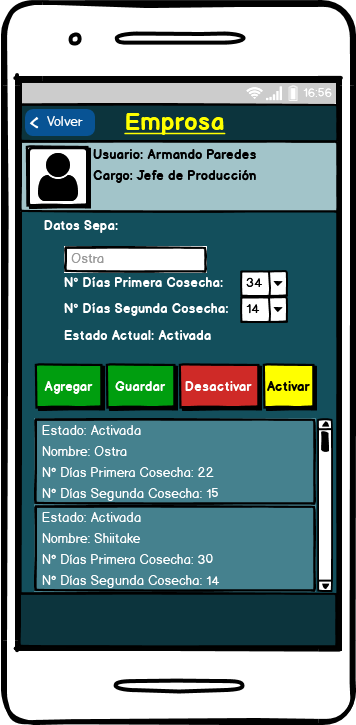 16:56
Volver
Emprosa
Usuario: Armando Paredes
Cargo: Jefe de Producción
Datos Sepa:
Ostra
N° Días Primera Cosecha: 34
N° Días Segunda Cosecha: 14
Estado Actual: Activada
Agregar Guardar Desactivar Activar
Estado: Activada
Nombre: Ostra
N° Días Primera Cosecha: 22
N° Días Segunda Cosecha: 15
Estado: Activada
Nombre: Shiitake
N° Días Primera Cosecha: 30
N° Días Segunda Cosecha: 14